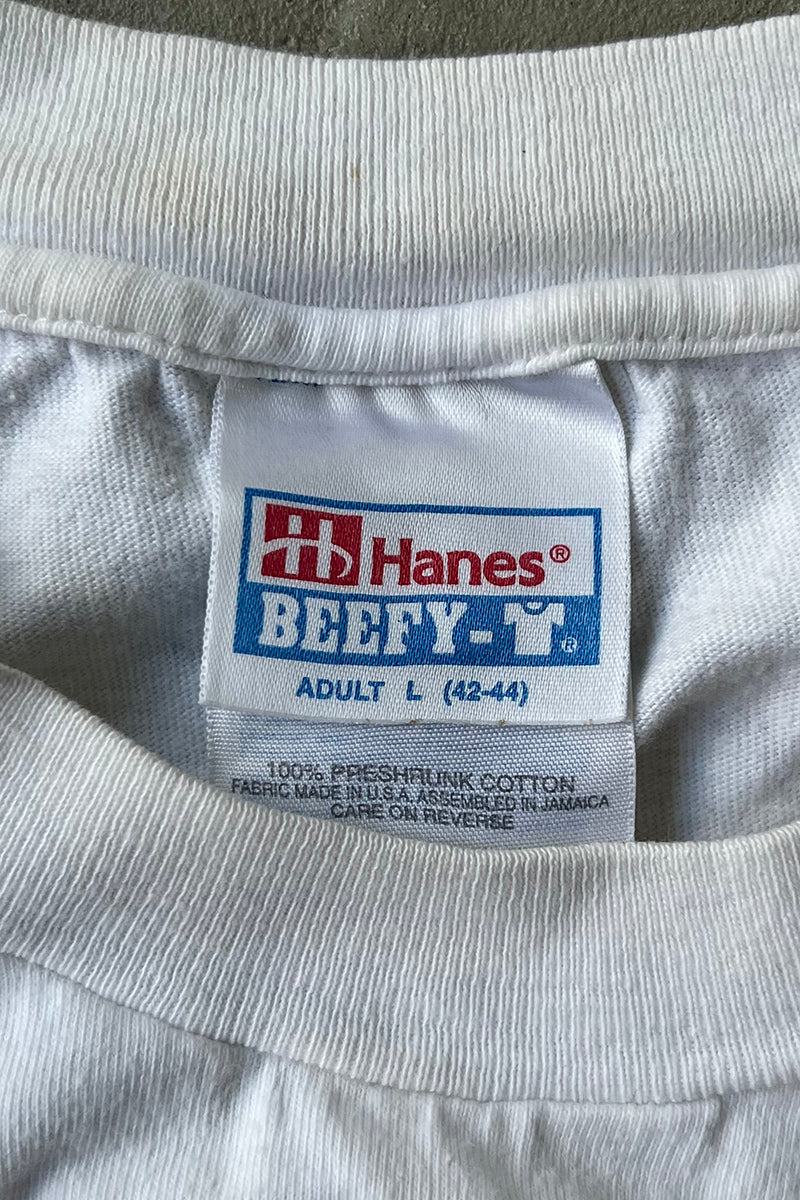 H Hanes®
BEEFY-T®
ADULT L (42-44)
100% PRESHRUNK COTTON
FABRIC MADE IN U.S.A. ASSEMBLED IN JAMAICA
CARE ON REVERSE